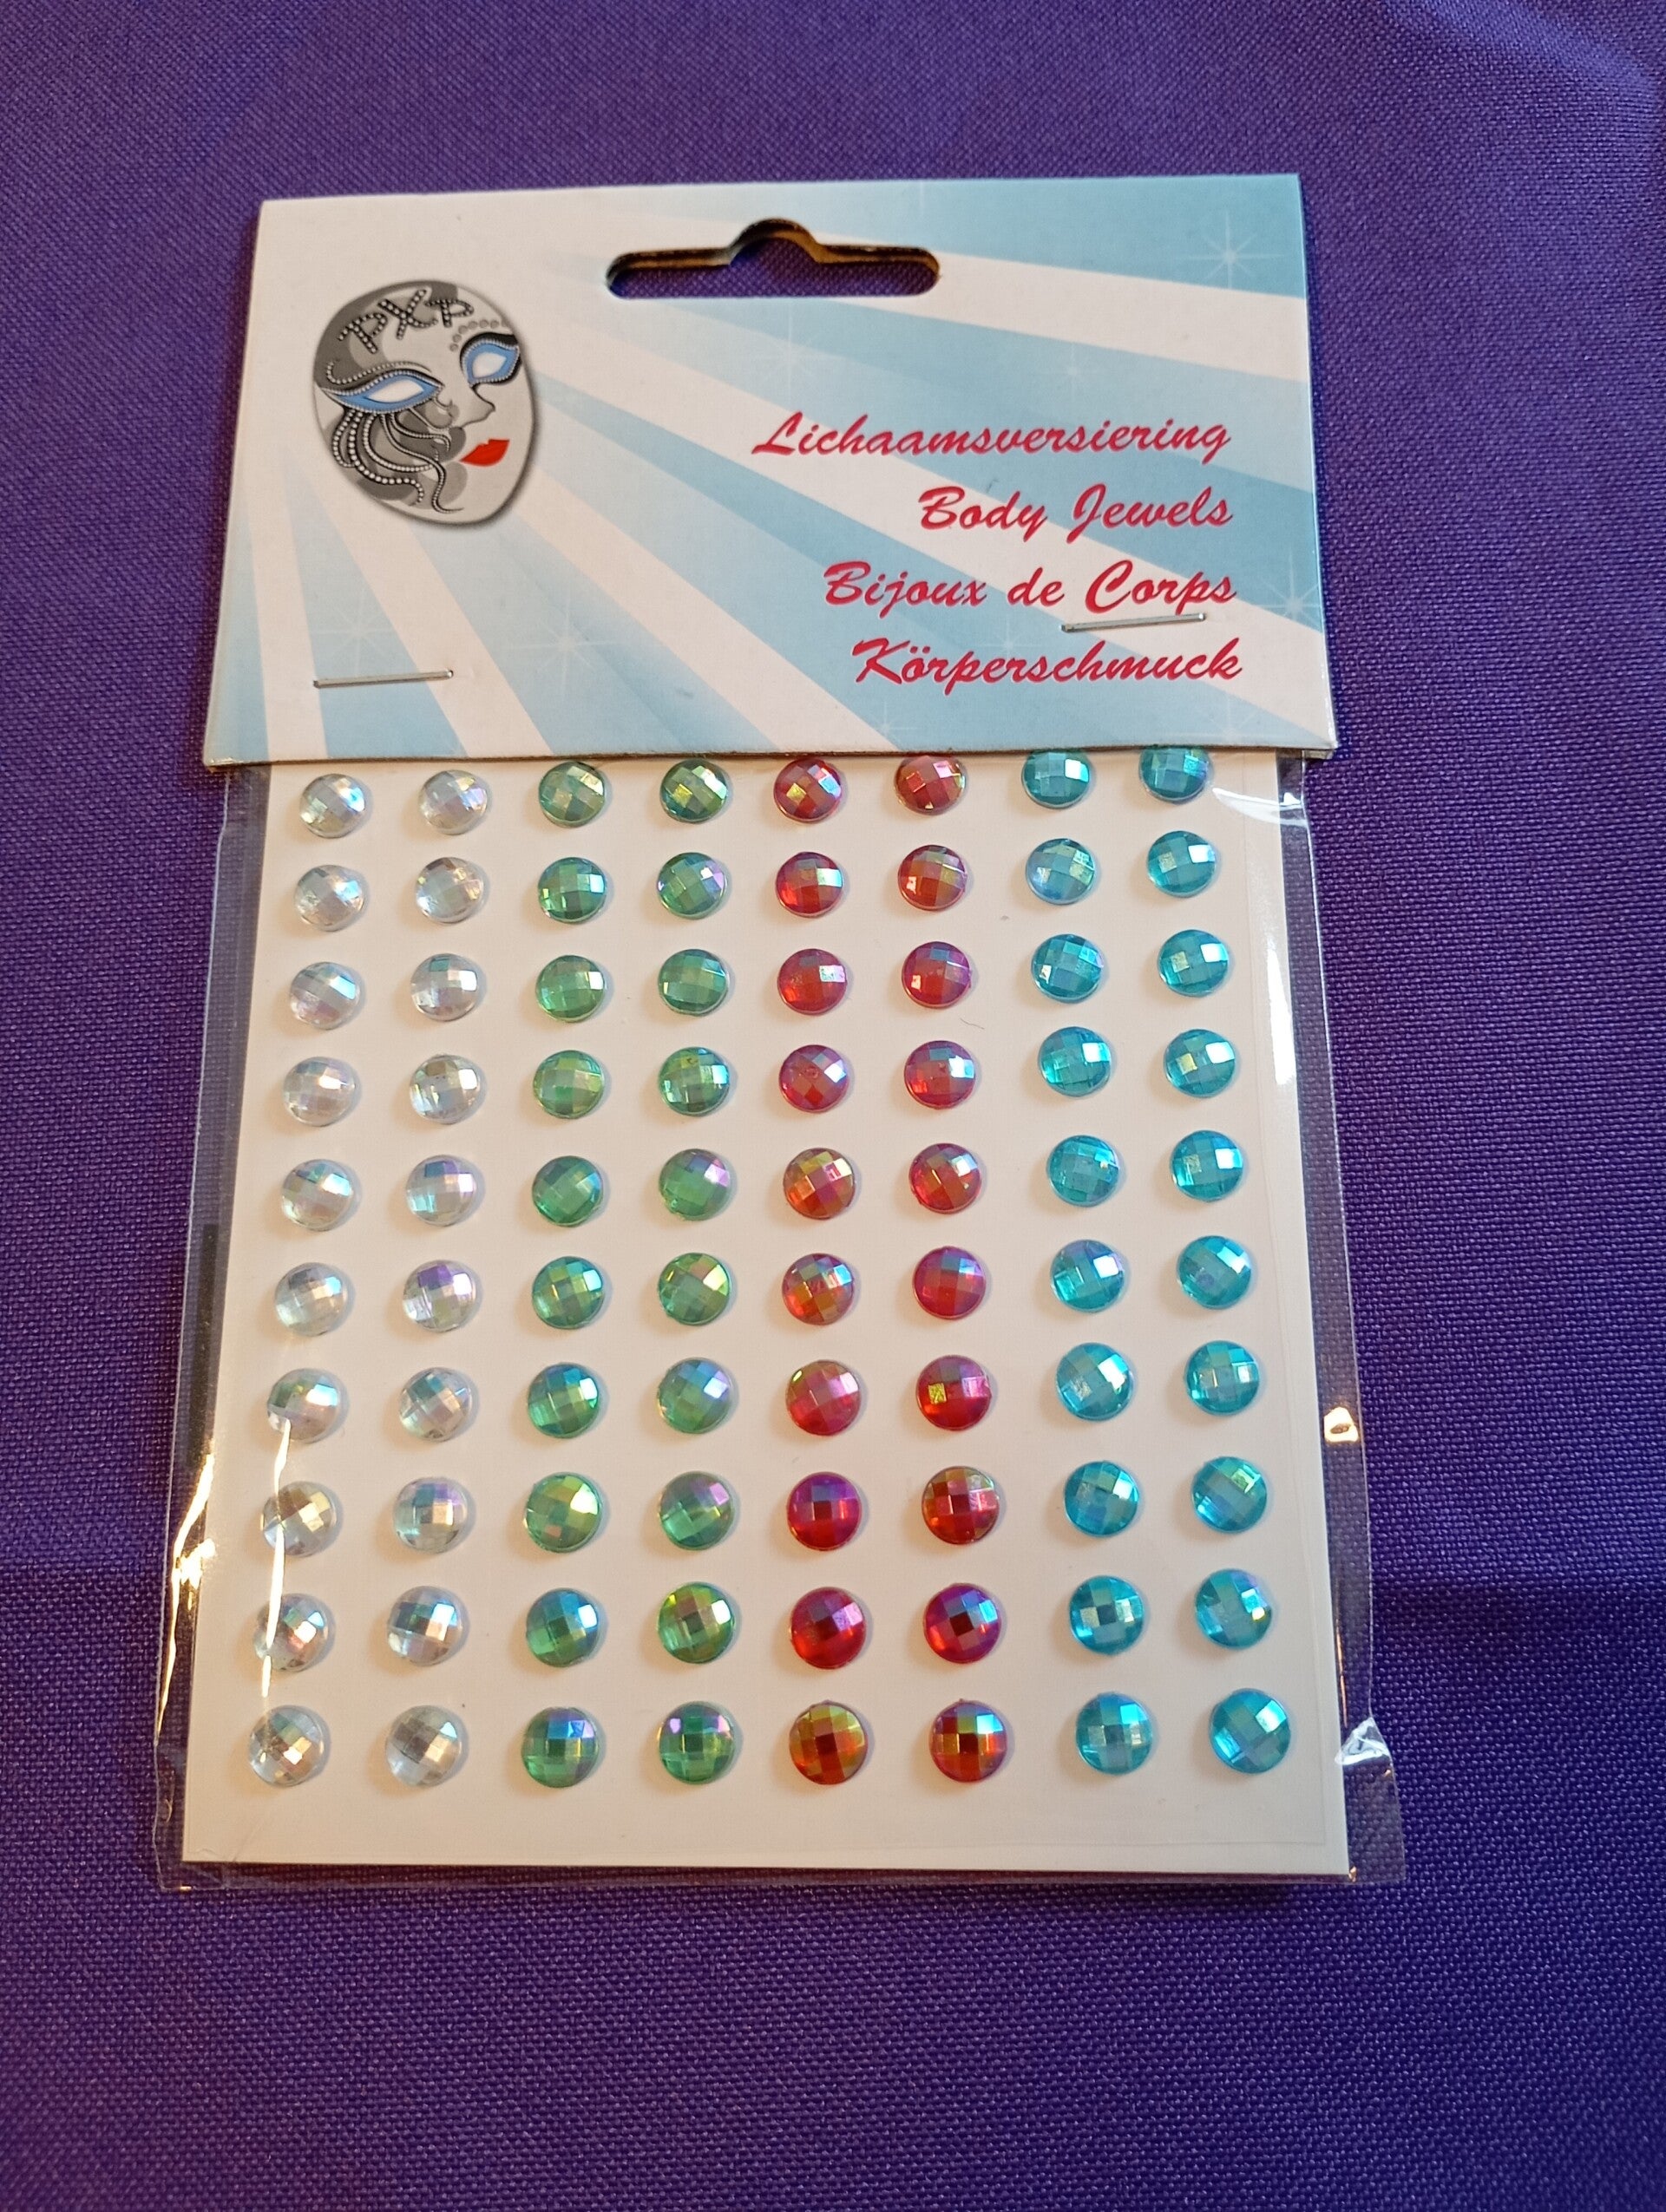 PXP
Lichaamsversiering
Body Jewels
Bijoux de Corps
Körperschmuck